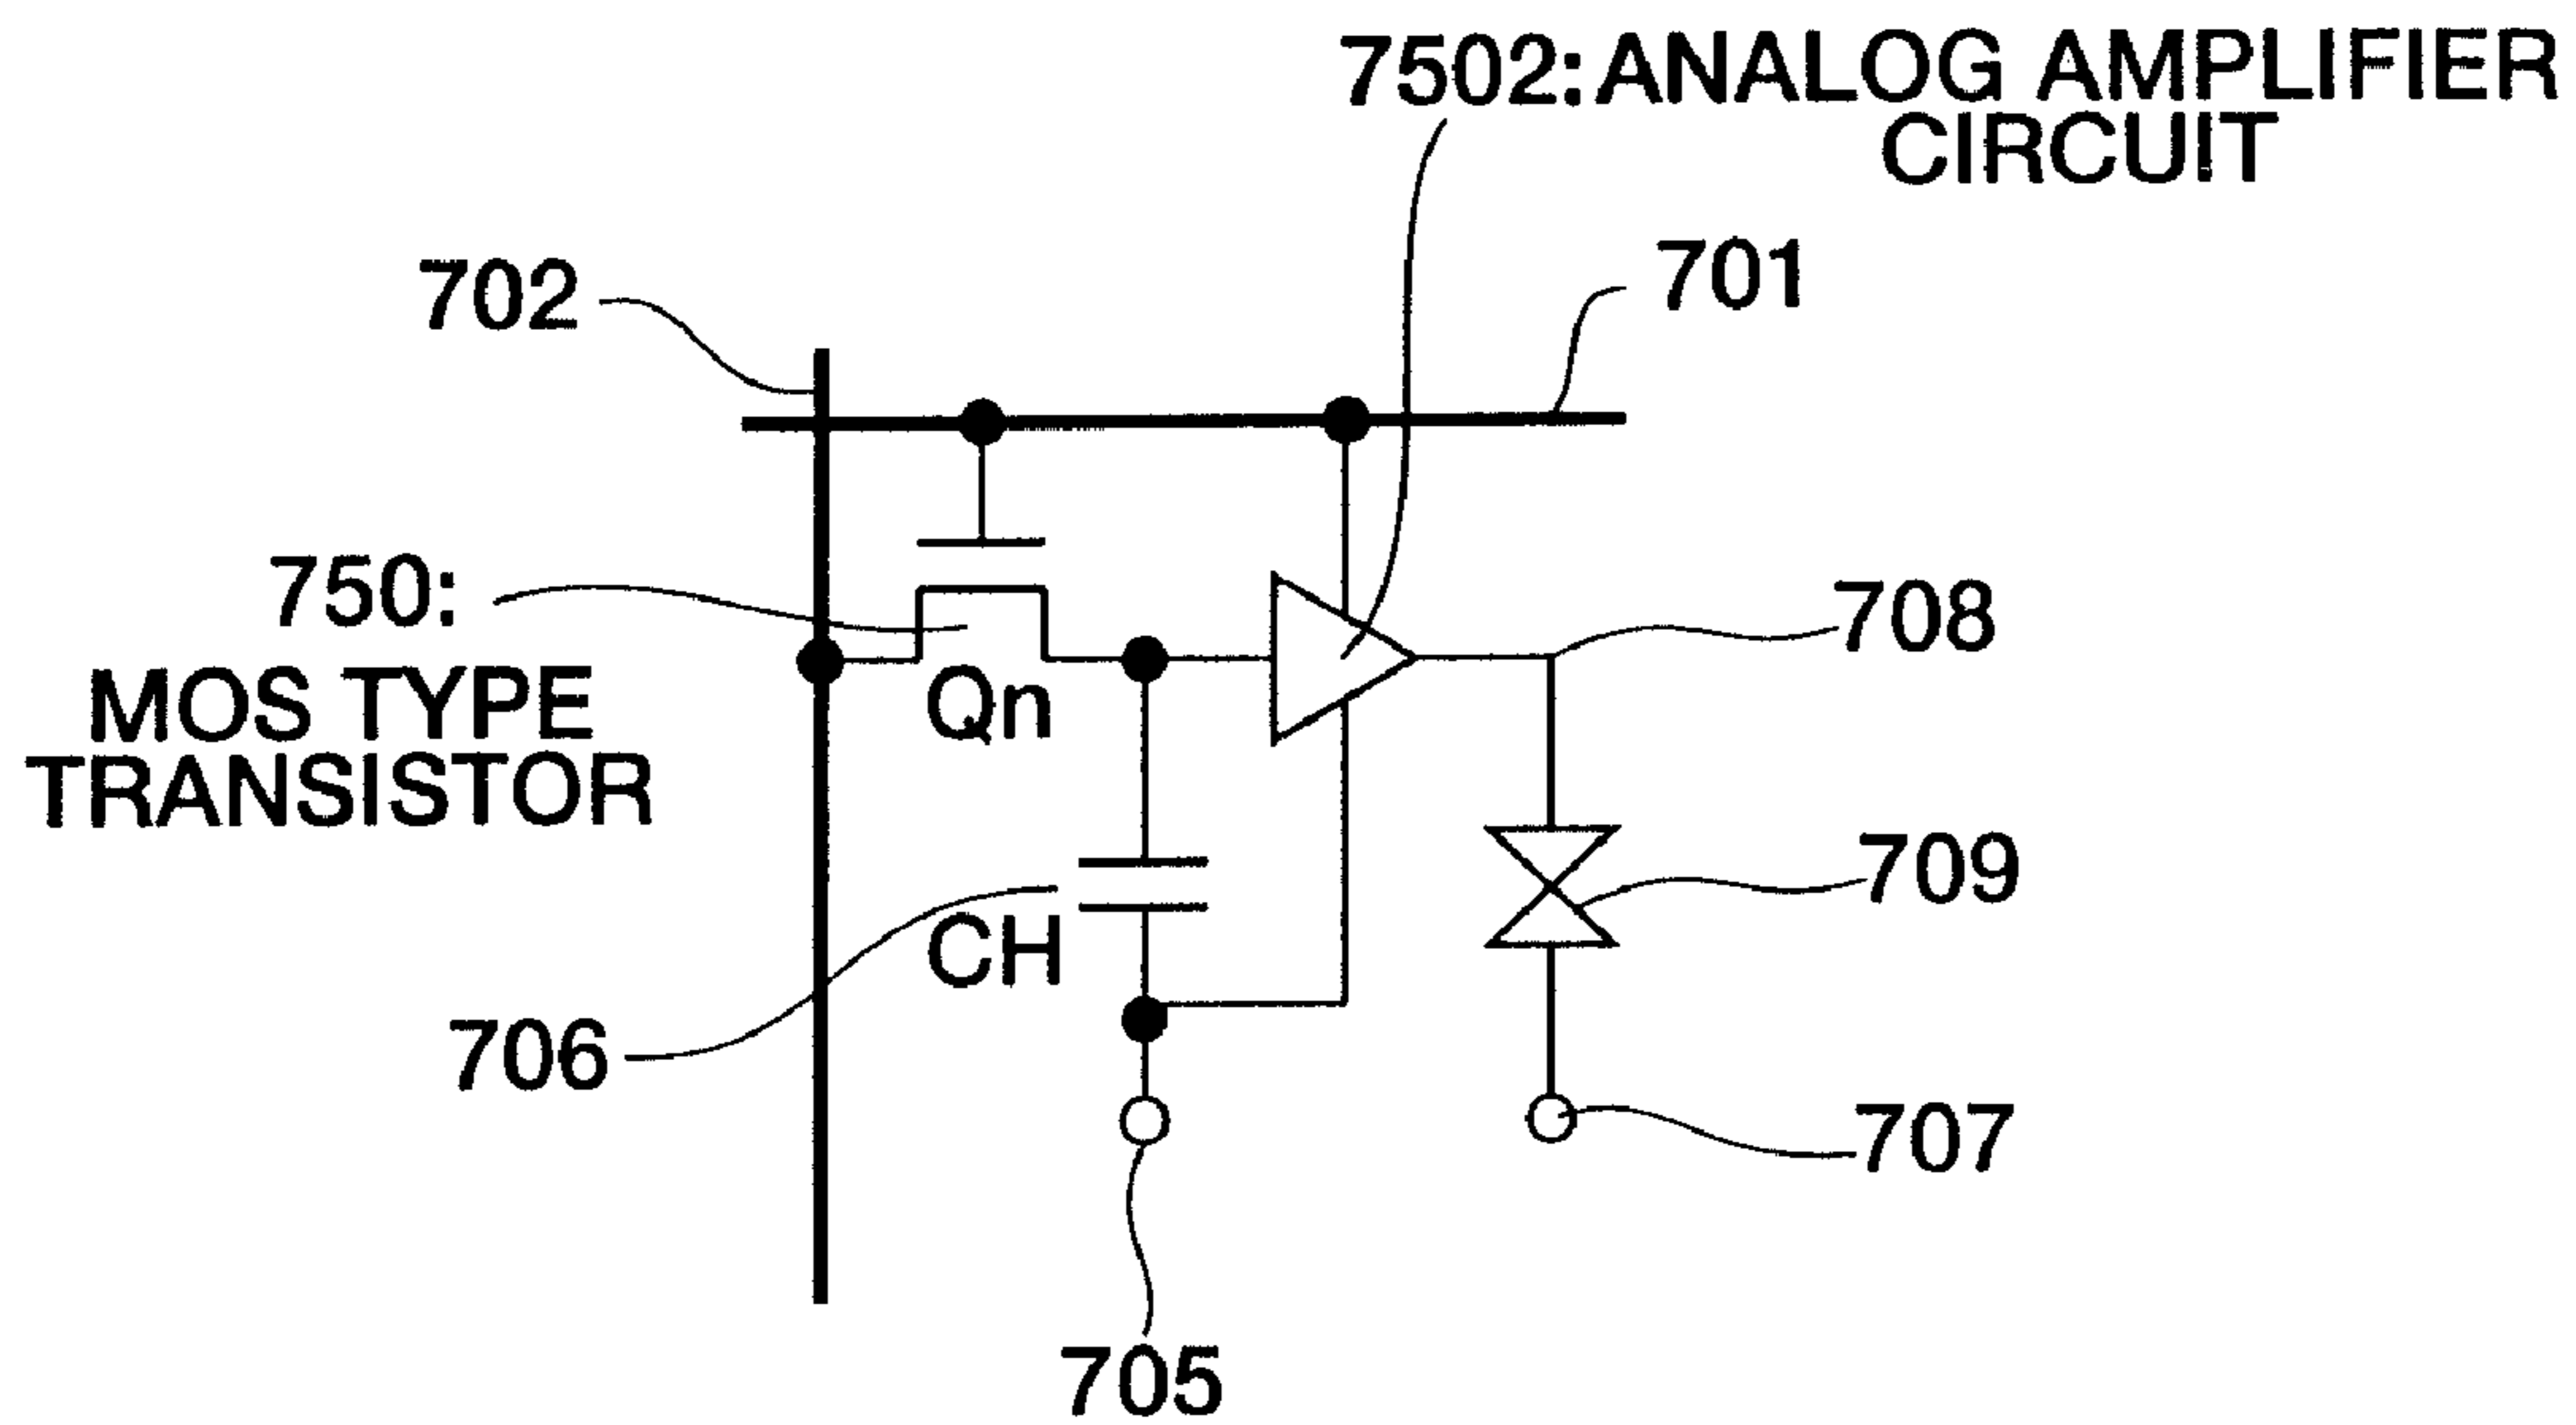 7502: ANALOG AMPLIFIER
CIRCUIT
701
702
750:
MOS TYPE
TRANSISTOR
Qn
708
709
CH
706
707
705